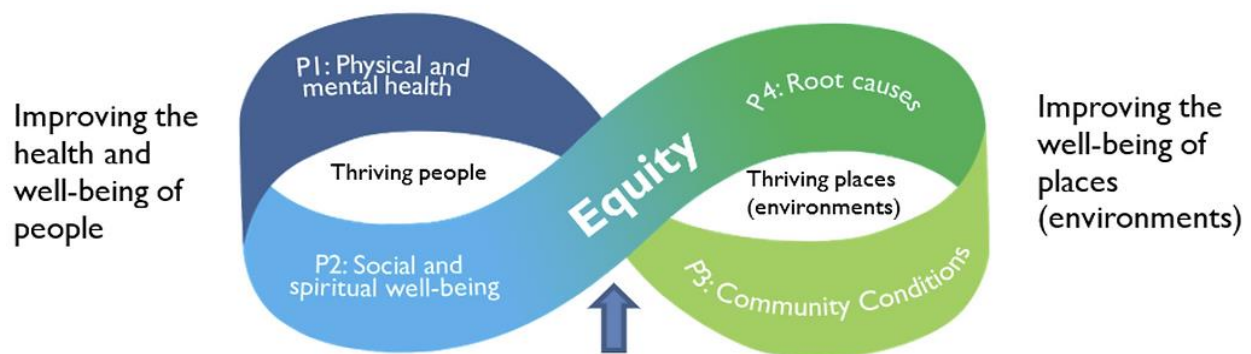 Improving the
health and
well-being of
people
P1: Physical and
mental health
Thriving people
P2: Social and
spiritual well-being
Equity
P4: Root causes
Thriving places
(environments)
P3: Community Conditions
Improving the
well-being of
places
(environments)